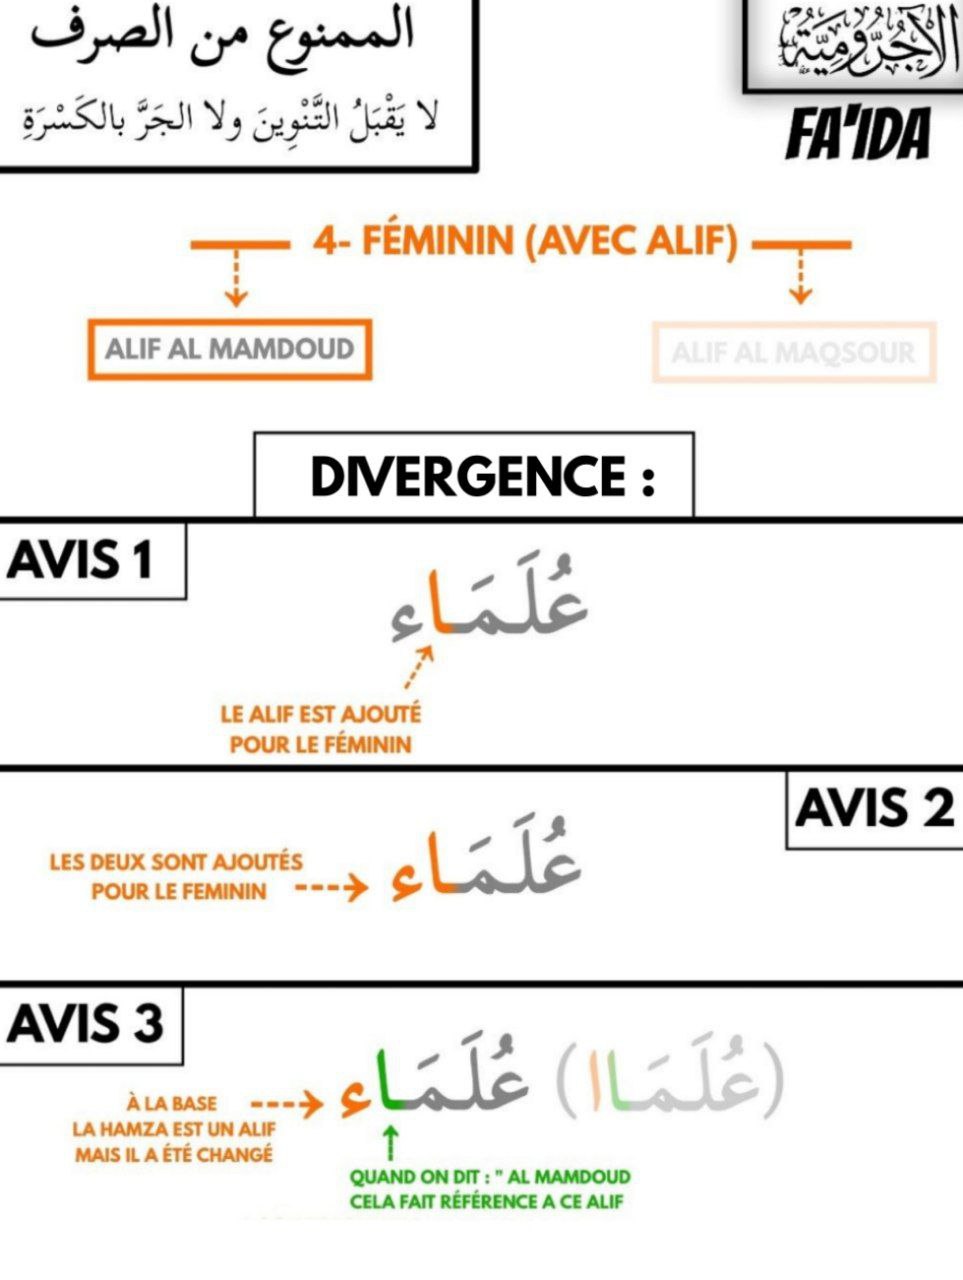 الممنوع من الصرف
لا يَقْبَلُ التَّنْوِينَ ولا الجَرَّ بالكَسْرَةِ
الآجُرُّومِيَّة
FA'IDA
4- FÉMININ (AVEC ALIF)
ALIF AL MAMDOUD
ALIF AL MAQSOUR
DIVERGENCE :
AVIS 1
عُلَمَاء
LE ALIF EST AJOUTÉ
POUR LE FÉMININ
AVIS 2
عُلَمَاء
LES DEUX SONT AJOUTÉS
POUR LE FEMININ
AVIS 3
عُلَمَاء (عُلَمَاا)
À LA BASE
LA HAMZA EST UN ALIF
MAIS IL A ÉTÉ CHANGÉ
QUAND ON DIT : " AL MAMDOUD
CELA FAIT RÉFÉRENCE A CE ALIF